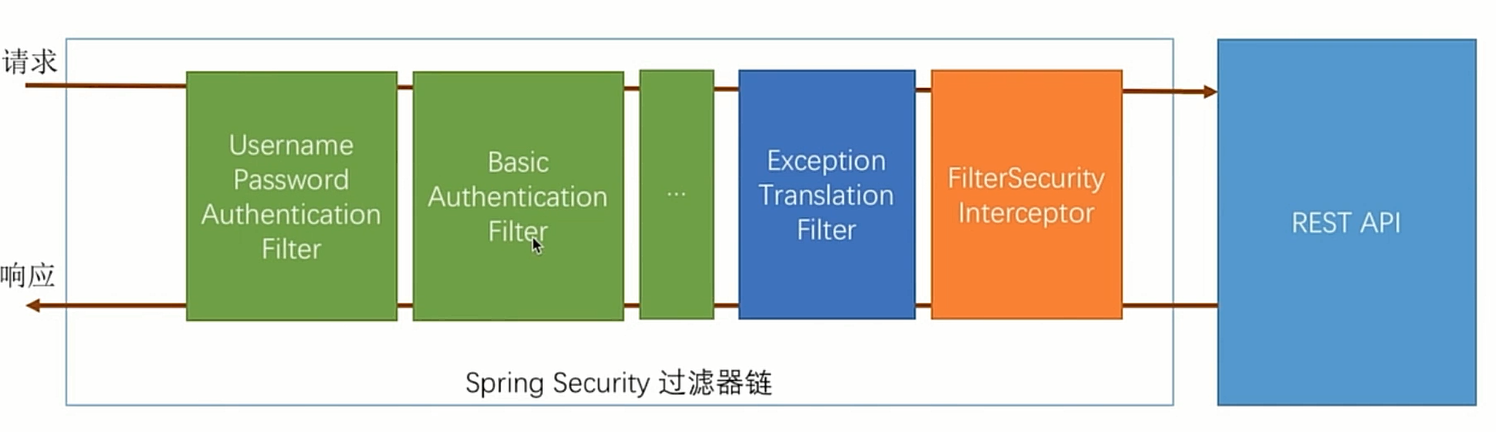 请求
Username
Password
Authentication
Filter
Basic
Authentication
Filter
...
Exception
Translation
Filter
FilterSecurity
Interceptor
REST API
响应
Spring Security 过滤器链